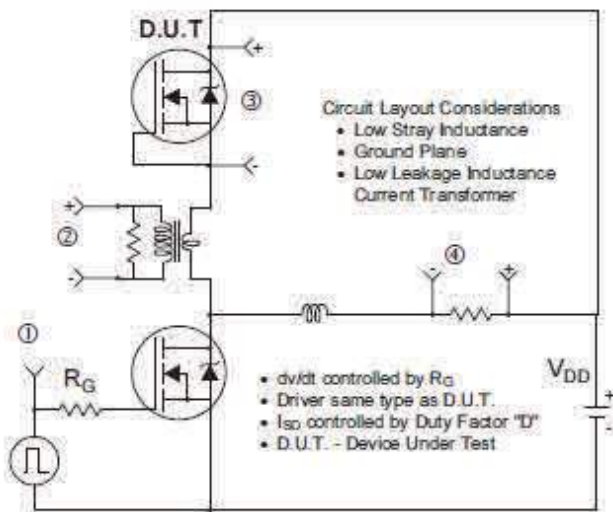 D.U.T
+
③
-
Circuit Layout Considerations
• Low Stray Inductance
• Ground Plane
• Low Leakage Inductance
Current Transformer
+
②
-
④
- +
①
RG
VDD
+
-
• dv/dt controlled by RG
• Driver same type as D.U.T.
• ISD controlled by Duty Factor "D"
• D.U.T. - Device Under Test